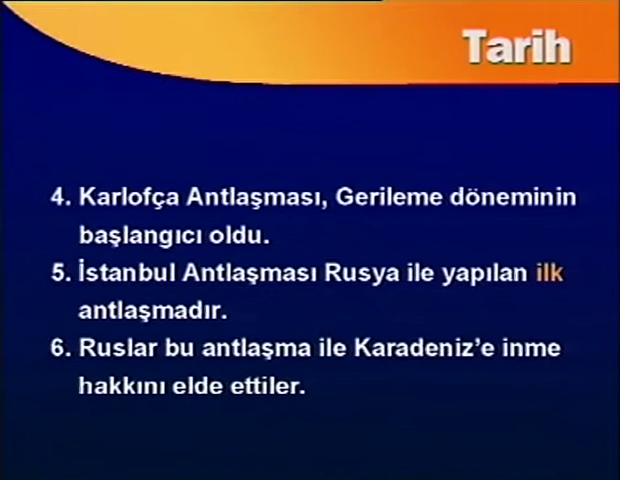 Tarih
4. Karlofça Antlaşması, Gerileme döneminin
başlangıcı oldu.
5. İstanbul Antlaşması Rusya ile yapılan ilk
antlaşmadır.
6. Ruslar bu antlaşma ile Karadeniz'e inme
hakkını elde ettiler.